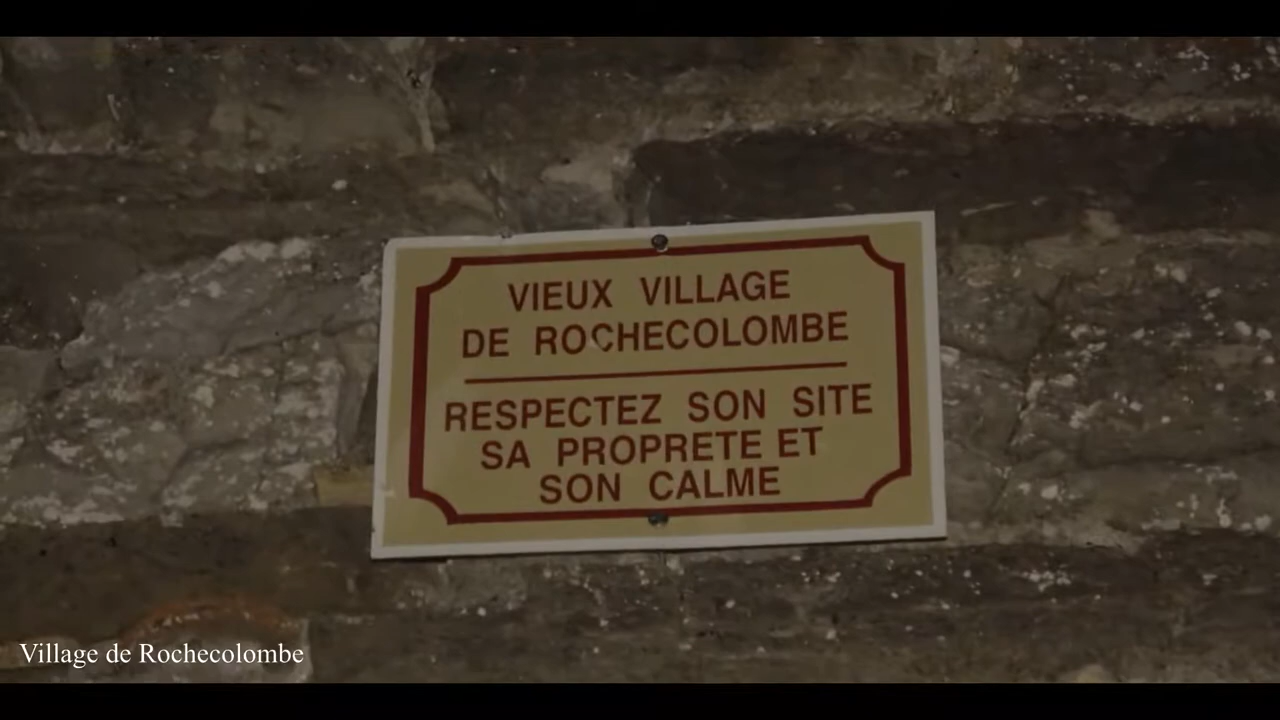 VIEUX VILLAGE
DE ROCHECOLOMBE
RESPECTEZ SON SITE
SA PROPRETE ET
SON CALME
Village de Rochecolombe